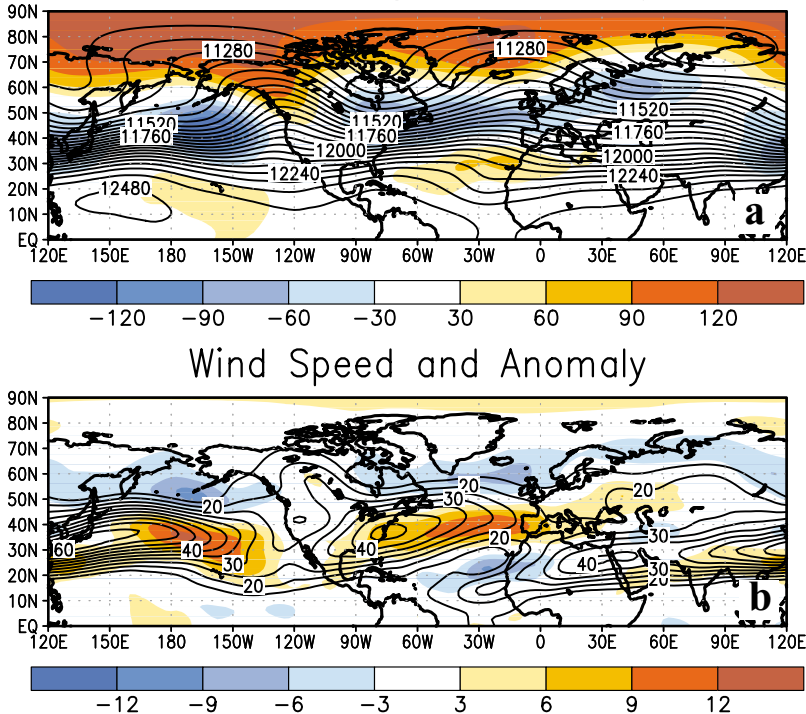 90N
80N
70N
60N
50N
40N
30N
20N
10N
EQ
11280 11280
11520 11520 11520
11760 11760 11760
12000 12000
12240 12240
12480
a
120E 150E 180 150W 120W 90W 60W 30W 0 30E 60E 90E 120E
−120 −90 −60 −30 30 60 90 120
Wind Speed and Anomaly
90N
80N
70N
60N
50N
40N
30N
20N
10N
EQ
20 20 20
30 30
60 40 30 40 20 40 30
20 20
b
120E 150E 180 150W 120W 90W 60W 30W 0 30E 60E 90E 120E
−12 −9 −6 −3 3 6 9 12